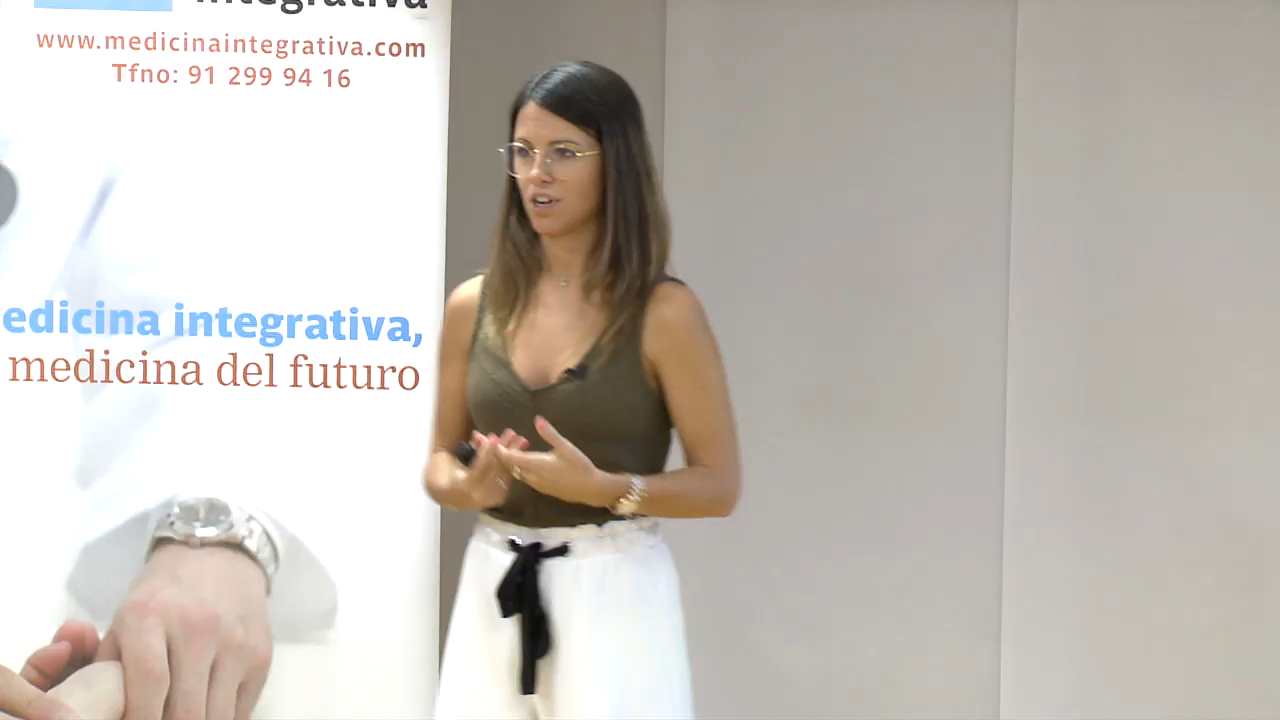 integrativa
www.medicinaintegrativa.com
Tfno: 91 299 94 16
edicina integrativa,
medicina del futuro